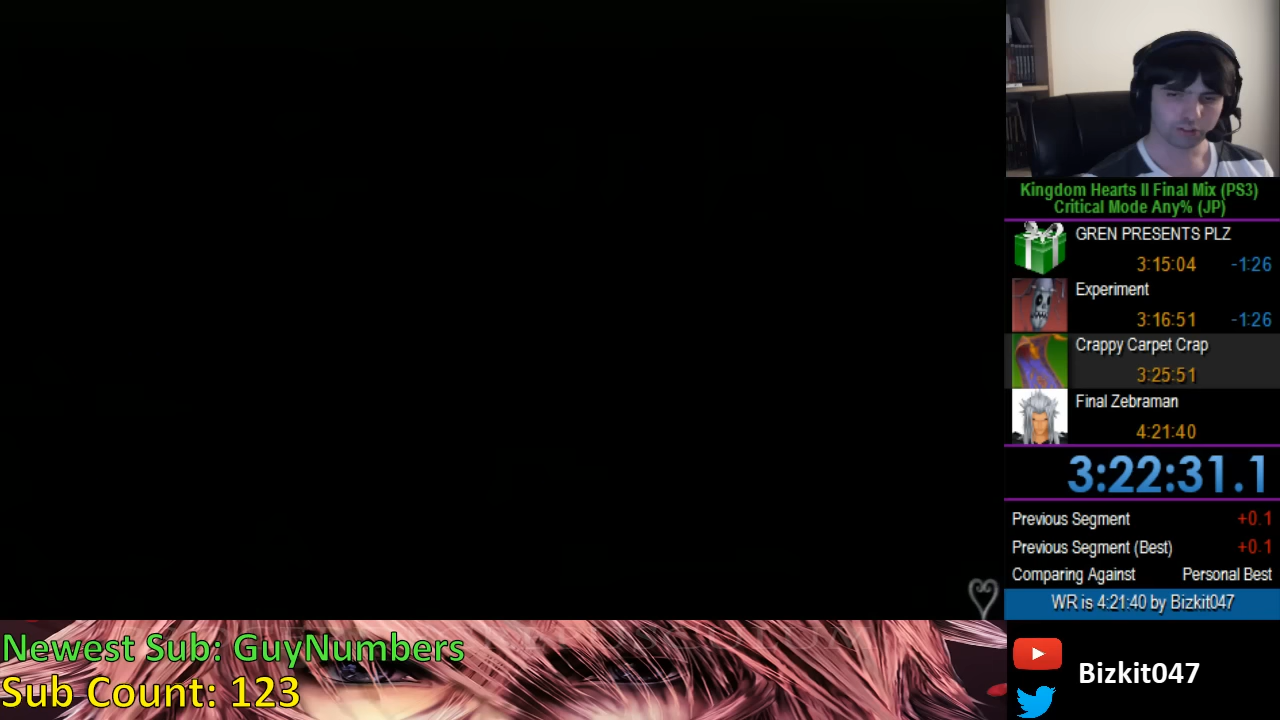 Kingdom Hearts II Final Mix (PS3)
Critical Mode Any% (JP)
GREN PRESENTS PLZ
3:15:04 -1:26
Experiment
3:16:51 -1:26
Crappy Carpet Crap
3:25:51
Final Zebraman
4:21:40
3:22:31.1
Previous Segment +0.1
Previous Segment (Best) +0.1
Comparing Against Personal Best
WR is 4:21:40 by Bizkit047
Newest Sub: GuyNumbers
Sub Count: 123
Bizkit047